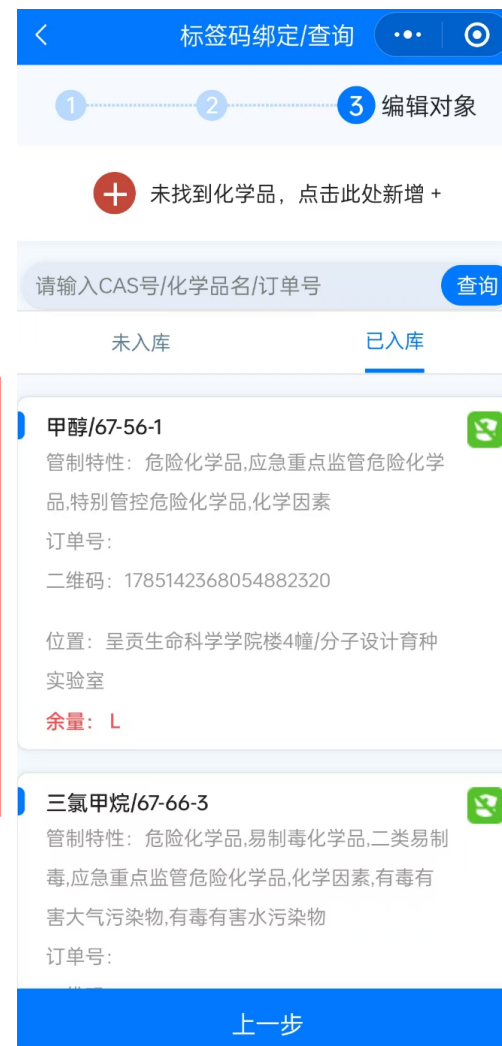 标签码绑定/查询
1 2 3 编辑对象
未找到化学品，点击此处新增 +
请输入CAS号/化学品名/订单号 查询
未入库 已入库
甲醇/67-56-1
管制特性：危险化学品,应急重点监管危险化学
品,特别管控危险化学品,化学因素
订单号：
二维码：1785142368054882320
位置：呈贡生命科学学院楼4幢/分子设计育种
实验室
余量：L
三氯甲烷/67-66-3
管制特性：危险化学品,易制毒化学品,二类易制
毒,应急重点监管危险化学品,化学因素,有毒有
害大气污染物,有毒有害水污染物
订单号：
上一步